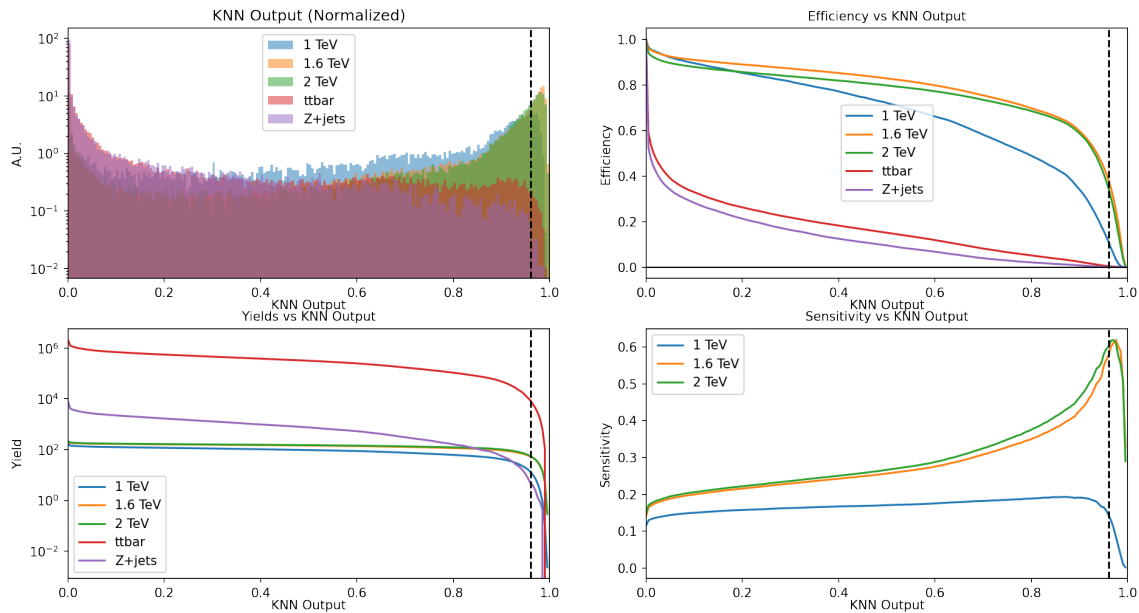 KNN Output (Normalized)
A.U.
10²
10¹
10⁰
10⁻¹
10⁻²
1 TeV
1.6 TeV
2 TeV
ttbar
Z+jets
0.0 0.2 0.4 0.6 0.8 1.0
KNN Output
Efficiency vs KNN Output
Efficiency
1.0
0.8
0.6
0.4
0.2
0.0
1 TeV
1.6 TeV
2 TeV
ttbar
Z+jets
0.0 0.2 0.4 0.6 0.8 1.0
KNN Output
Yields vs KNN Output
Yield
10⁶
10⁴
10²
10⁰
10⁻²
1 TeV
1.6 TeV
2 TeV
ttbar
Z+jets
0.0 0.2 0.4 0.6 0.8 1.0
KNN Output
Sensitivity vs KNN Output
Sensitivity
0.6
0.5
0.4
0.3
0.2
0.1
0.0
1 TeV
1.6 TeV
2 TeV
0.0 0.2 0.4 0.6 0.8 1.0
KNN Output